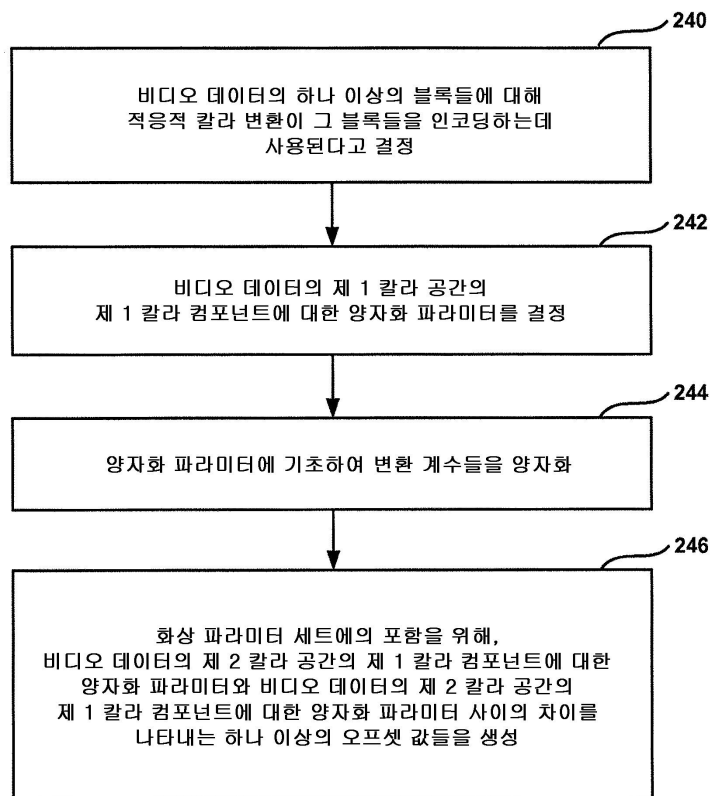 240
비디오 데이터의 하나 이상의 블록들에 대해
적응적 칼라 변환이 그 블록들을 인코딩하는데
사용된다고 결정
242
비디오 데이터의 제 1 칼라 공간의
제 1 칼라 컴포넌트에 대한 양자화 파라미터를 결정
244
양자화 파라미터에 기초하여 변환 계수들을 양자화
246
화상 파라미터 세트에의 포함을 위해,
비디오 데이터의 제 2 칼라 공간의 제 1 칼라 컴포넌트에 대한
양자화 파라미터와 비디오 데이터의 제 2 칼라 공간의
제 1 칼라 컴포넌트에 대한 양자화 파라미터 사이의 차이를
나타내는 하나 이상의 오프셋 값들을 생성